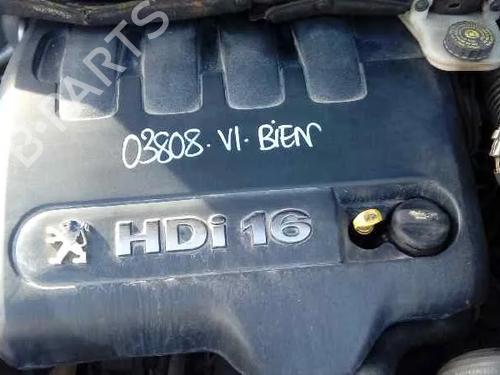 B-PARTS
03808 · VI · BIEN
HDi 16